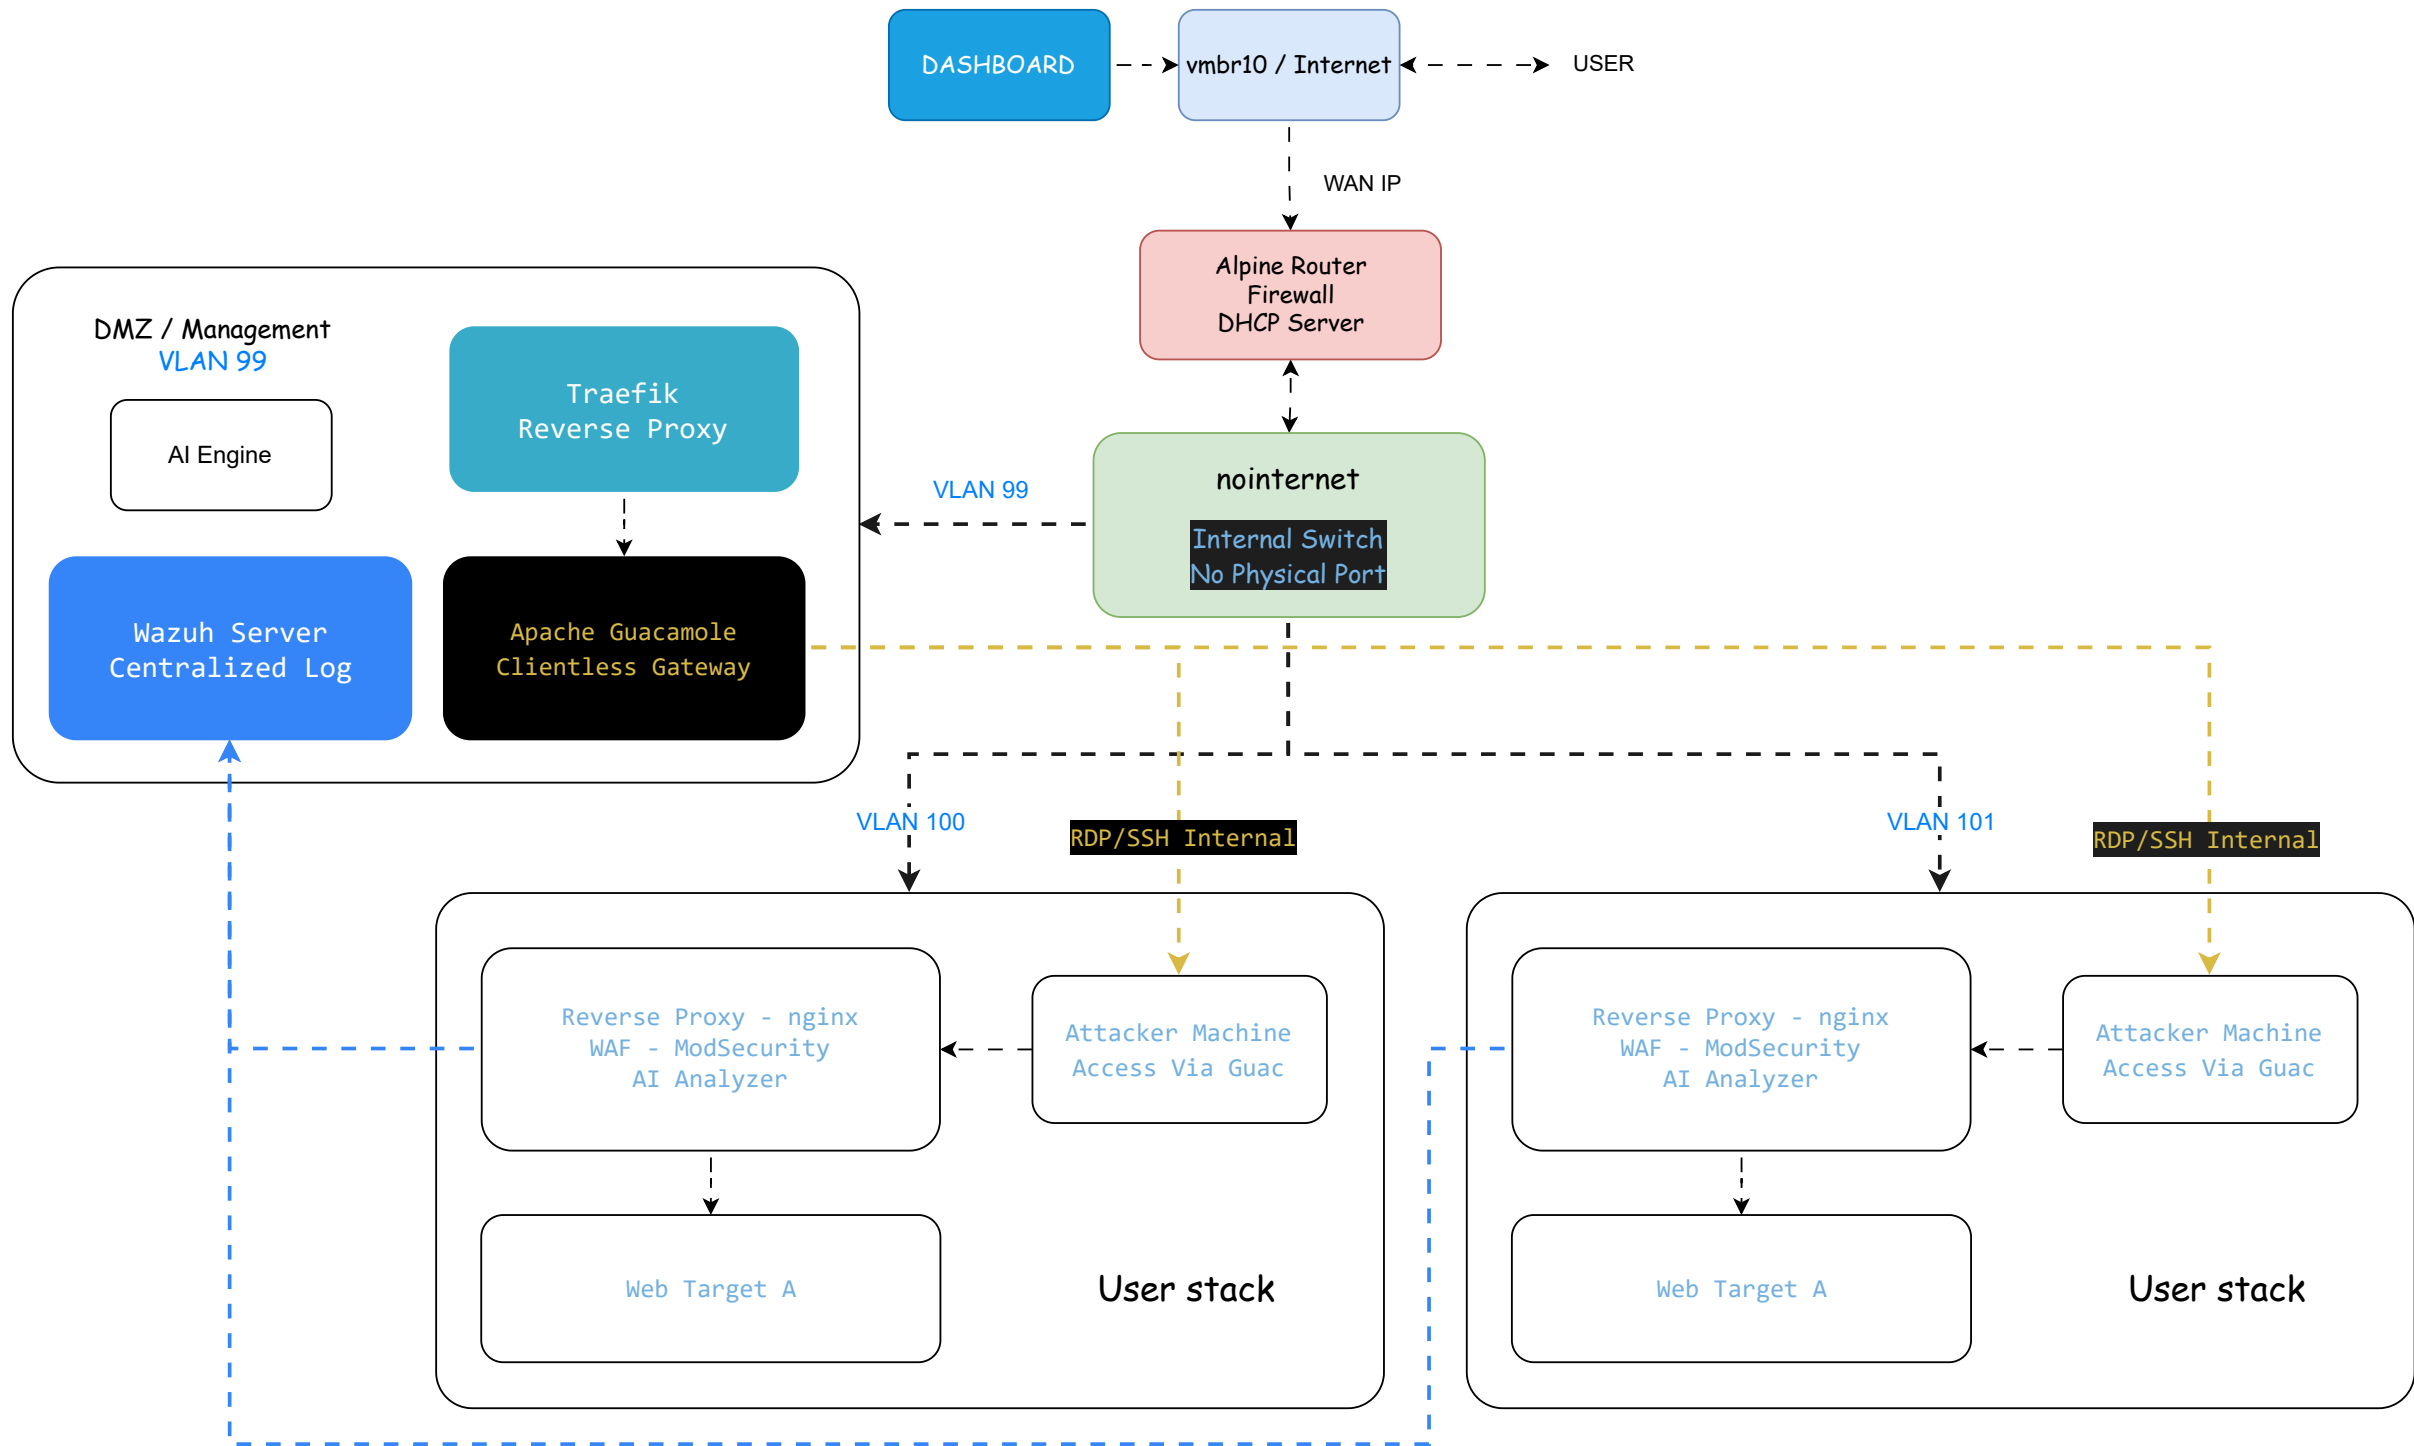 DASHBOARD
vmbr10 / Internet
USER
WAN IP
Alpine Router
Firewall
DHCP Server
DMZ / Management
VLAN 99
Traefik
Reverse Proxy
AI Engine
VLAN 99
nointernet
Internal Switch
No Physical Port
Wazuh Server
Centralized Log
Apache Guacamole
Clientless Gateway
VLAN 100
RDP/SSH Internal
VLAN 101
RDP/SSH Internal
Reverse Proxy - nginx
WAF - ModSecurity
AI Analyzer
Attacker Machine
Access Via Guac
Web Target A
User stack
Reverse Proxy - nginx
WAF - ModSecurity
AI Analyzer
Attacker Machine
Access Via Guac
Web Target A
User stack